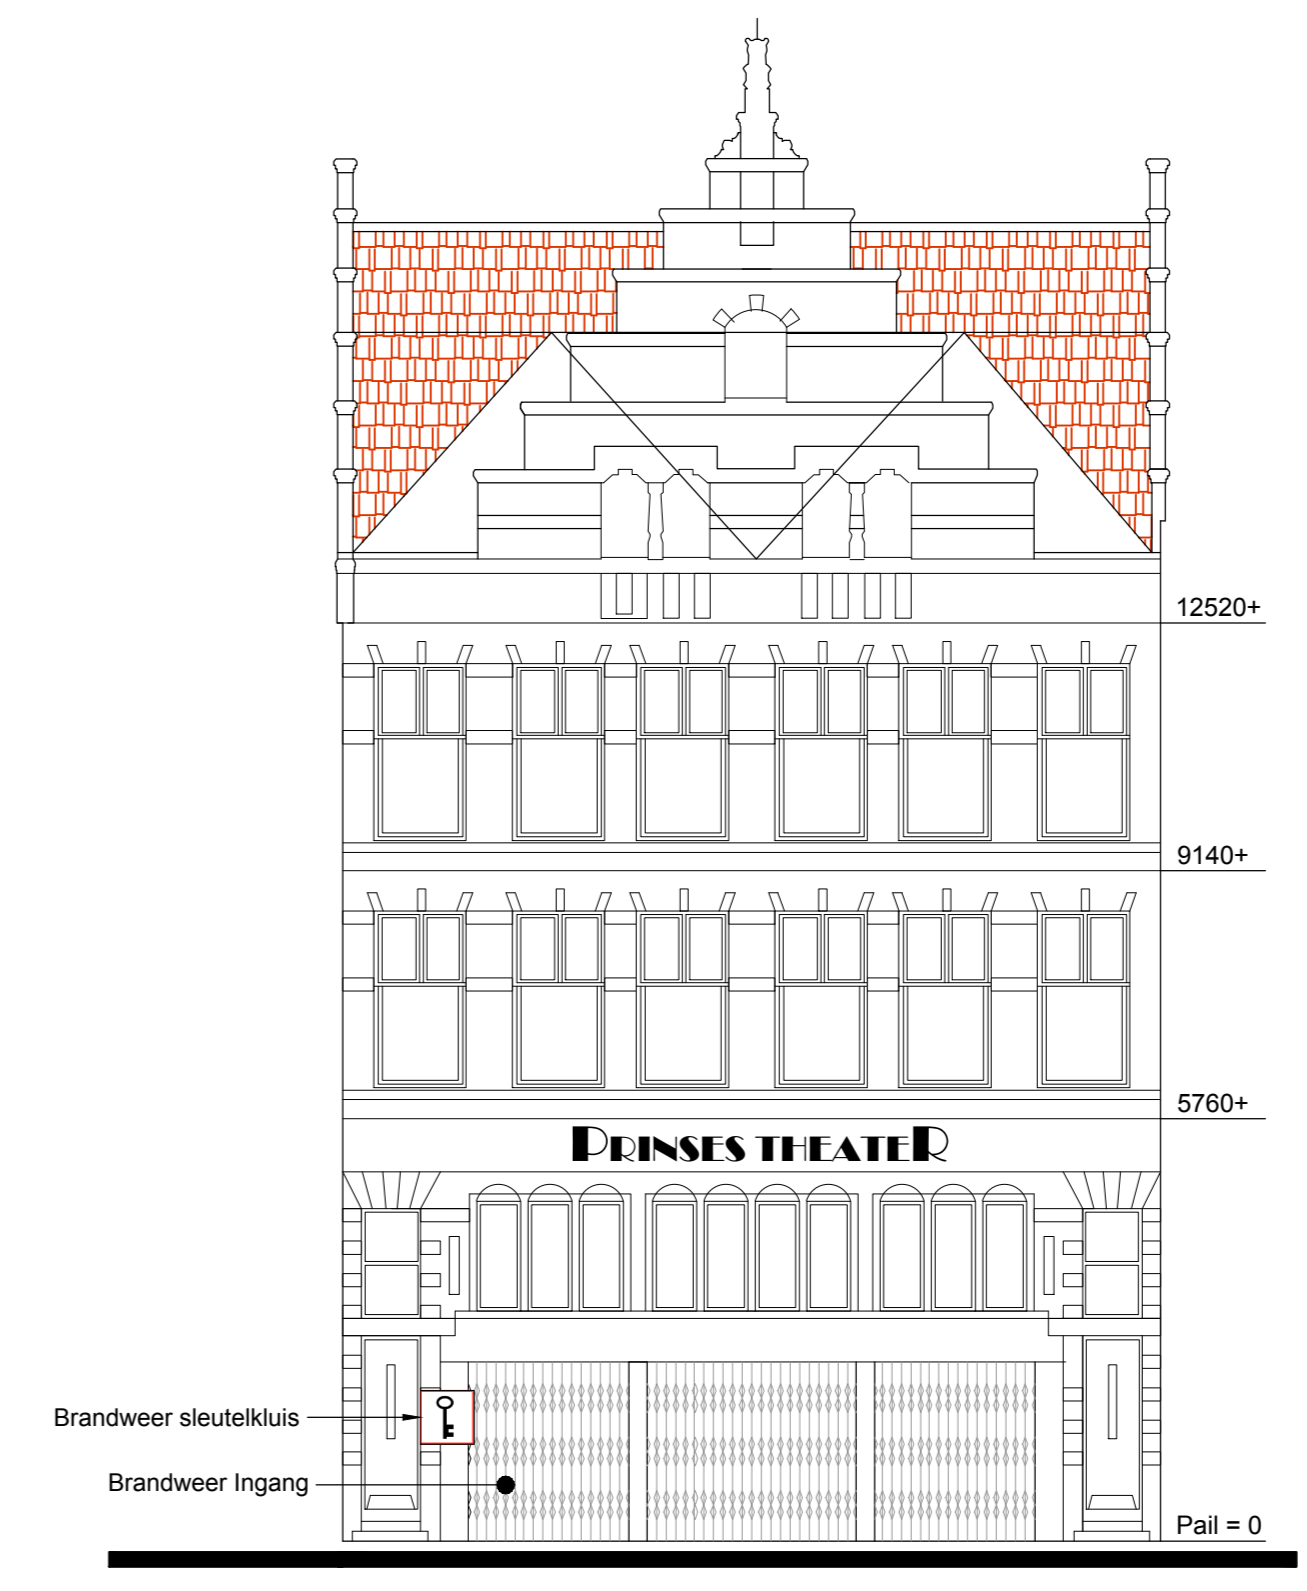 12520+
9140+
5760+
PRINSES THEATER
Brandweer sleutelkluis
Brandweer Ingang
Pail = 0